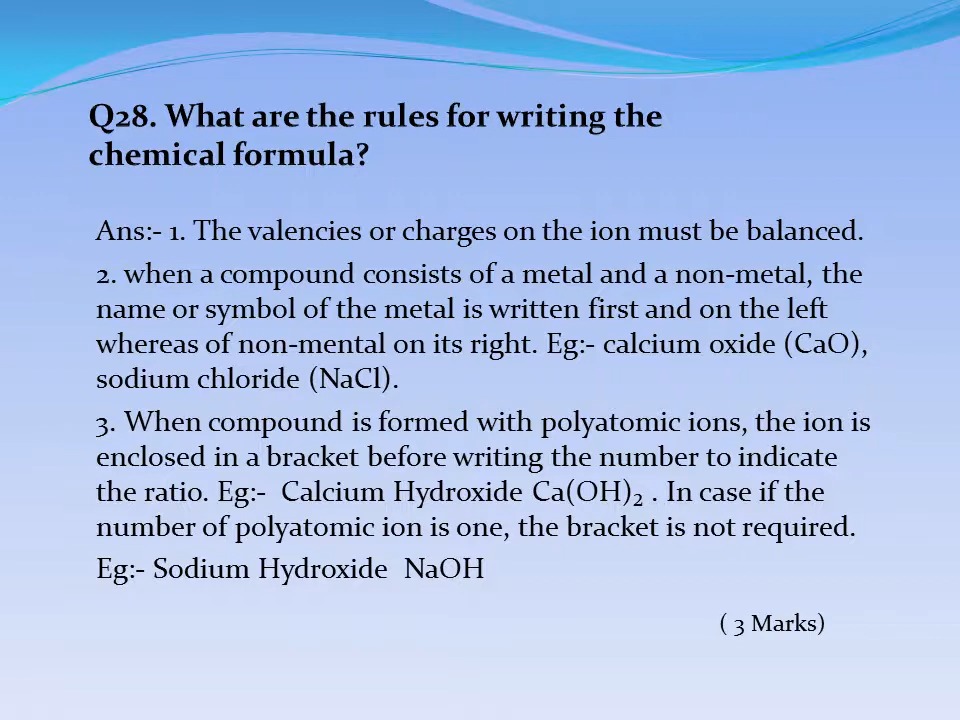 Q28. What are the rules for writing the
chemical formula?
Ans:- 1. The valencies or charges on the ion must be balanced.
2. when a compound consists of a metal and a non-metal, the
name or symbol of the metal is written first and on the left
whereas of non-mental on its right. Eg:- calcium oxide (CaO),
sodium chloride (NaCl).
3. When compound is formed with polyatomic ions, the ion is
enclosed in a bracket before writing the number to indicate
the ratio. Eg:- Calcium Hydroxide Ca(OH)₂ . In case if the
number of polyatomic ion is one, the bracket is not required.
Eg:- Sodium Hydroxide NaOH
( 3 Marks)